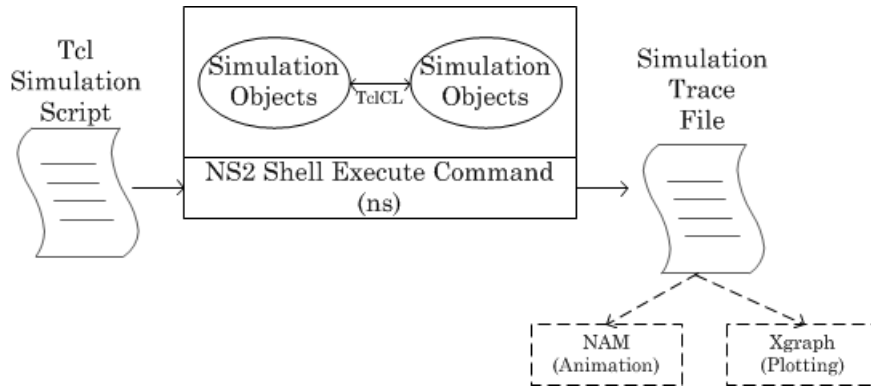 Tcl
Simulation
Script
Simulation
Objects
TclCL
Simulation
Objects
NS2 Shell Execute Command
(ns)
Simulation
Trace
File
NAM
(Animation)
Xgraph
(Plotting)